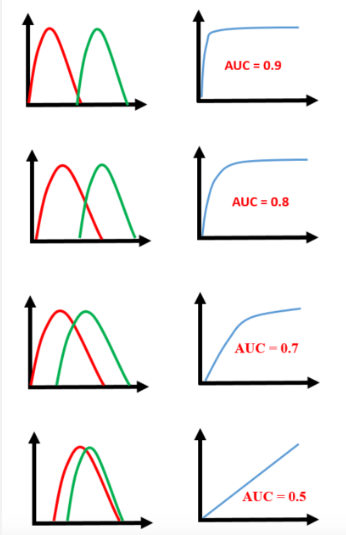 AUC = 0.9
AUC = 0.8
AUC = 0.7
AUC = 0.5